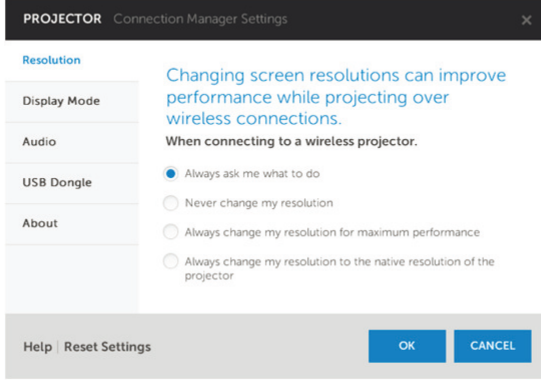 PROJECTOR Connection Manager Settings
Resolution
Display Mode
Audio
USB Dongle
About
Changing screen resolutions can improve
performance while projecting over
wireless connections.
When connecting to a wireless projector.
Always ask me what to do
Never change my resolution
Always change my resolution for maximum performance
Always change my resolution to the native resolution of the
projector
Help | Reset Settings
OK
CANCEL